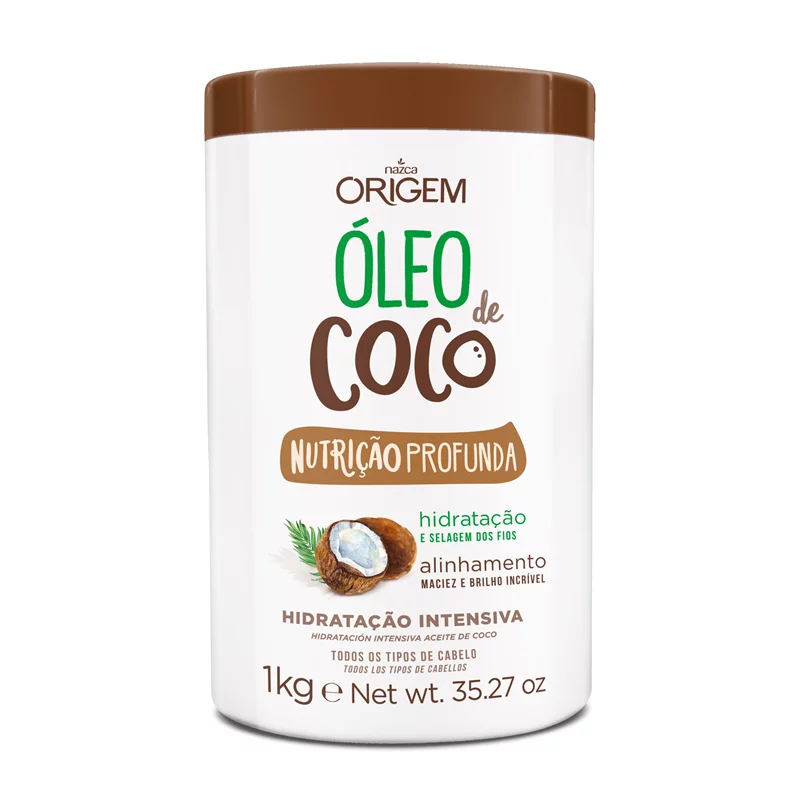 nazca
ORIGEM
ÓLEO
de
COCO
NUTRIÇÃO PROFUNDA
hidratação
E SELAGEM DOS FIOS
alinhamento
MACIEZ E BRILHO INCRÍVEL
HIDRATAÇÃO INTENSIVA
HIDRATACIÓN INTENSIVA ACEITE DE COCO
TODOS OS TIPOS DE CABELO
TODOS LOS TIPOS DE CABELLOS
1kg ℮ Net wt. 35.27 oz